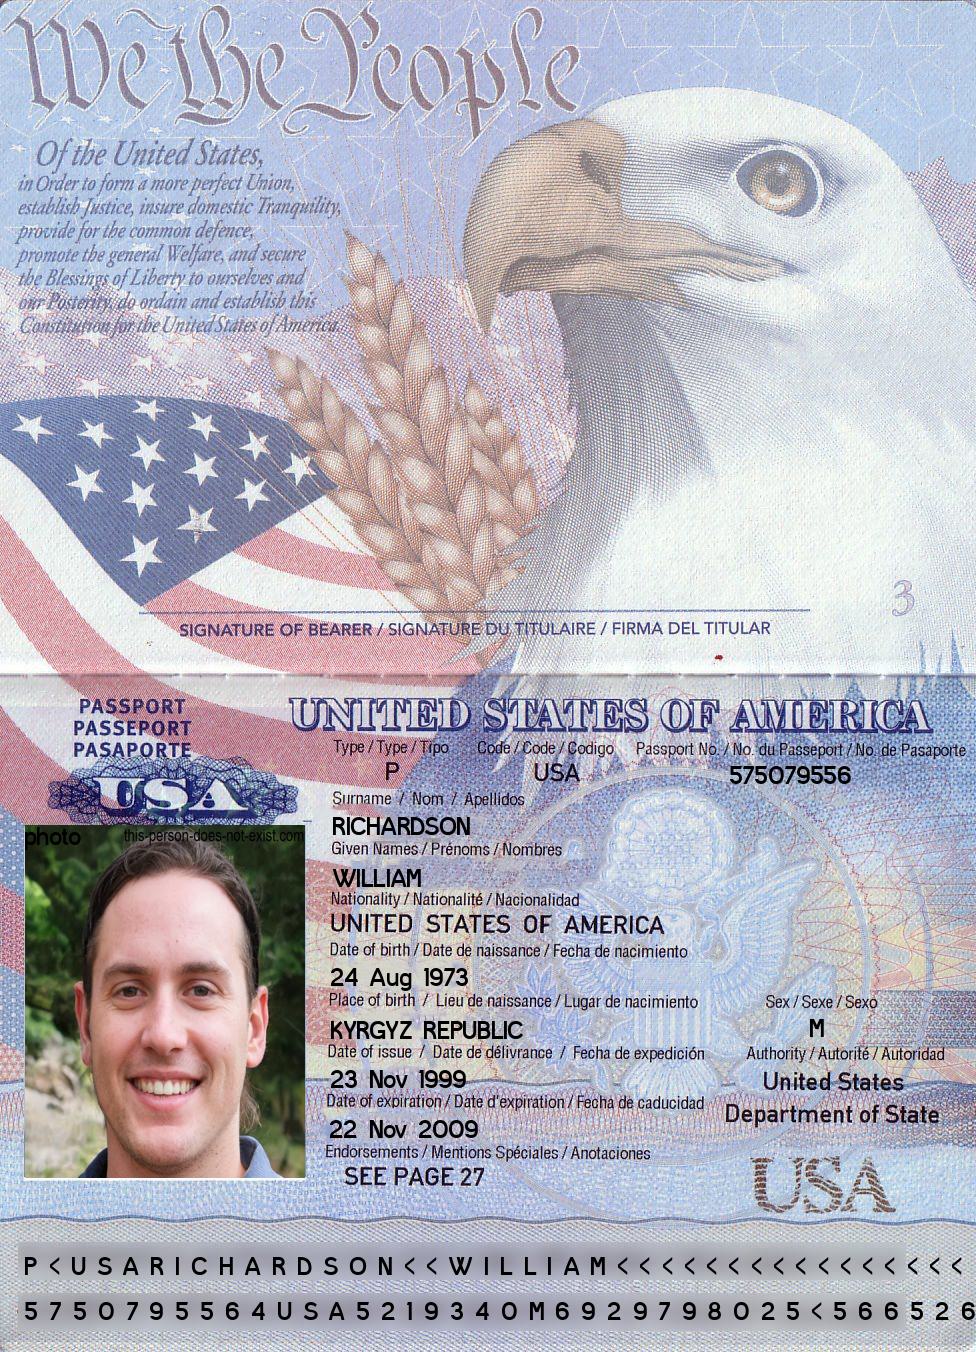 We the People
Of the United States,
in Order to form a more perfect Union,
establish Justice, insure domestic Tranquility,
provide for the common defence,
promote the general Welfare, and secure
the Blessings of Liberty to ourselves and
our Posterity, do ordain and establish this
Constitution for the United States of America.
3
SIGNATURE OF BEARER / SIGNATURE DU TITULAIRE / FIRMA DEL TITULAR
PASSPORT
PASSEPORT
PASAPORTE
UNITED STATES OF AMERICA
Type / Type / Tipo Code / Code / Codigo Passport No. / No. du Passeport / No. de Pasaporte
P USA 575079556
USA
Surname / Nom / Apellidos
RICHARDSON
photo this-person-does-not-exist.com
Given Names / Prénoms / Nombres
WILLIAM
Nationality / Nationalité / Nacionalidad
UNITED STATES OF AMERICA
Date of birth / Date de naissance / Fecha de nacimiento
24 Aug 1973
Place of birth / Lieu de naissance / Lugar de nacimiento Sex / Sexe / Sexo
KYRGYZ REPUBLIC M
Date of issue / Date de délivrance / Fecha de expedición Authority / Autorité / Autoridad
23 Nov 1999 United States
Date of expiration / Date d'expiration / Fecha de caducidad Department of State
22 Nov 2009
Endorsements / Mentions Spéciales / Anotaciones
SEE PAGE 27
USA
P<USARICHARDSON<<WILLIAM<<<<<<<<<<<<<<<
5750795564USA5219340M6929798025<566526